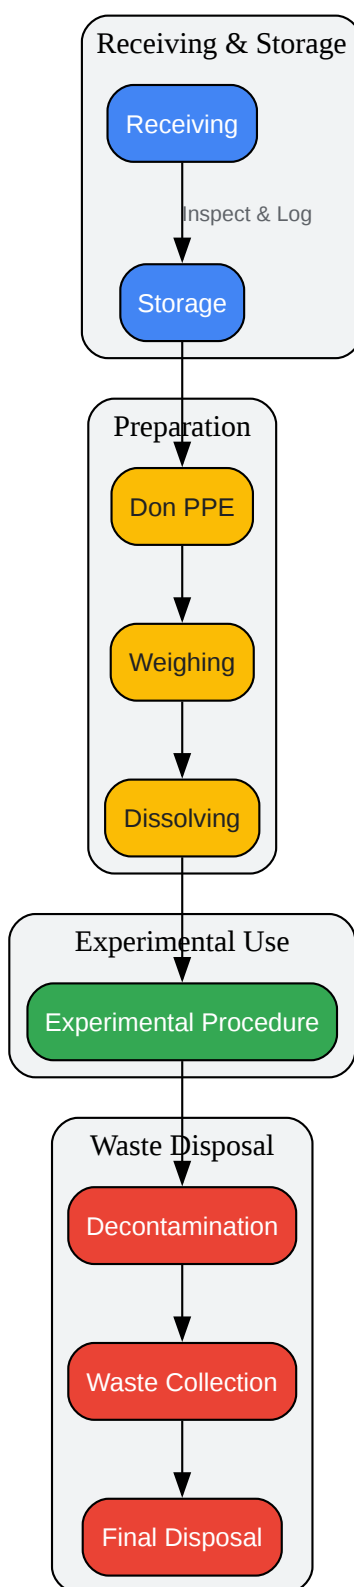 Receiving & Storage
Receiving
Inspect & Log
Storage
Preparation
Don PPE
Weighing
Dissolving
Experimental Use
Experimental Procedure
Waste Disposal
Decontamination
Waste Collection
Final Disposal